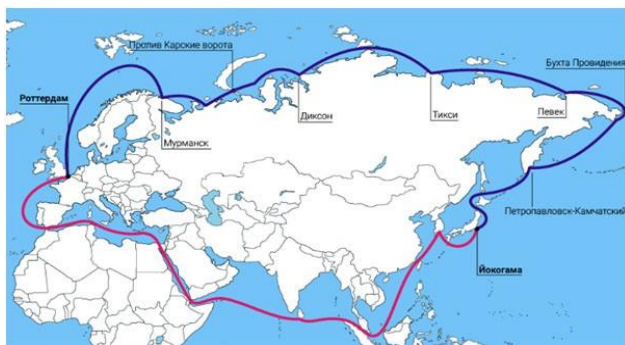 Пролив Карские ворота
Бухта Провидения
Роттердам
Диксон
Тикси
Певек
Мурманск
Петропавловск-Камчатский
Йокогама